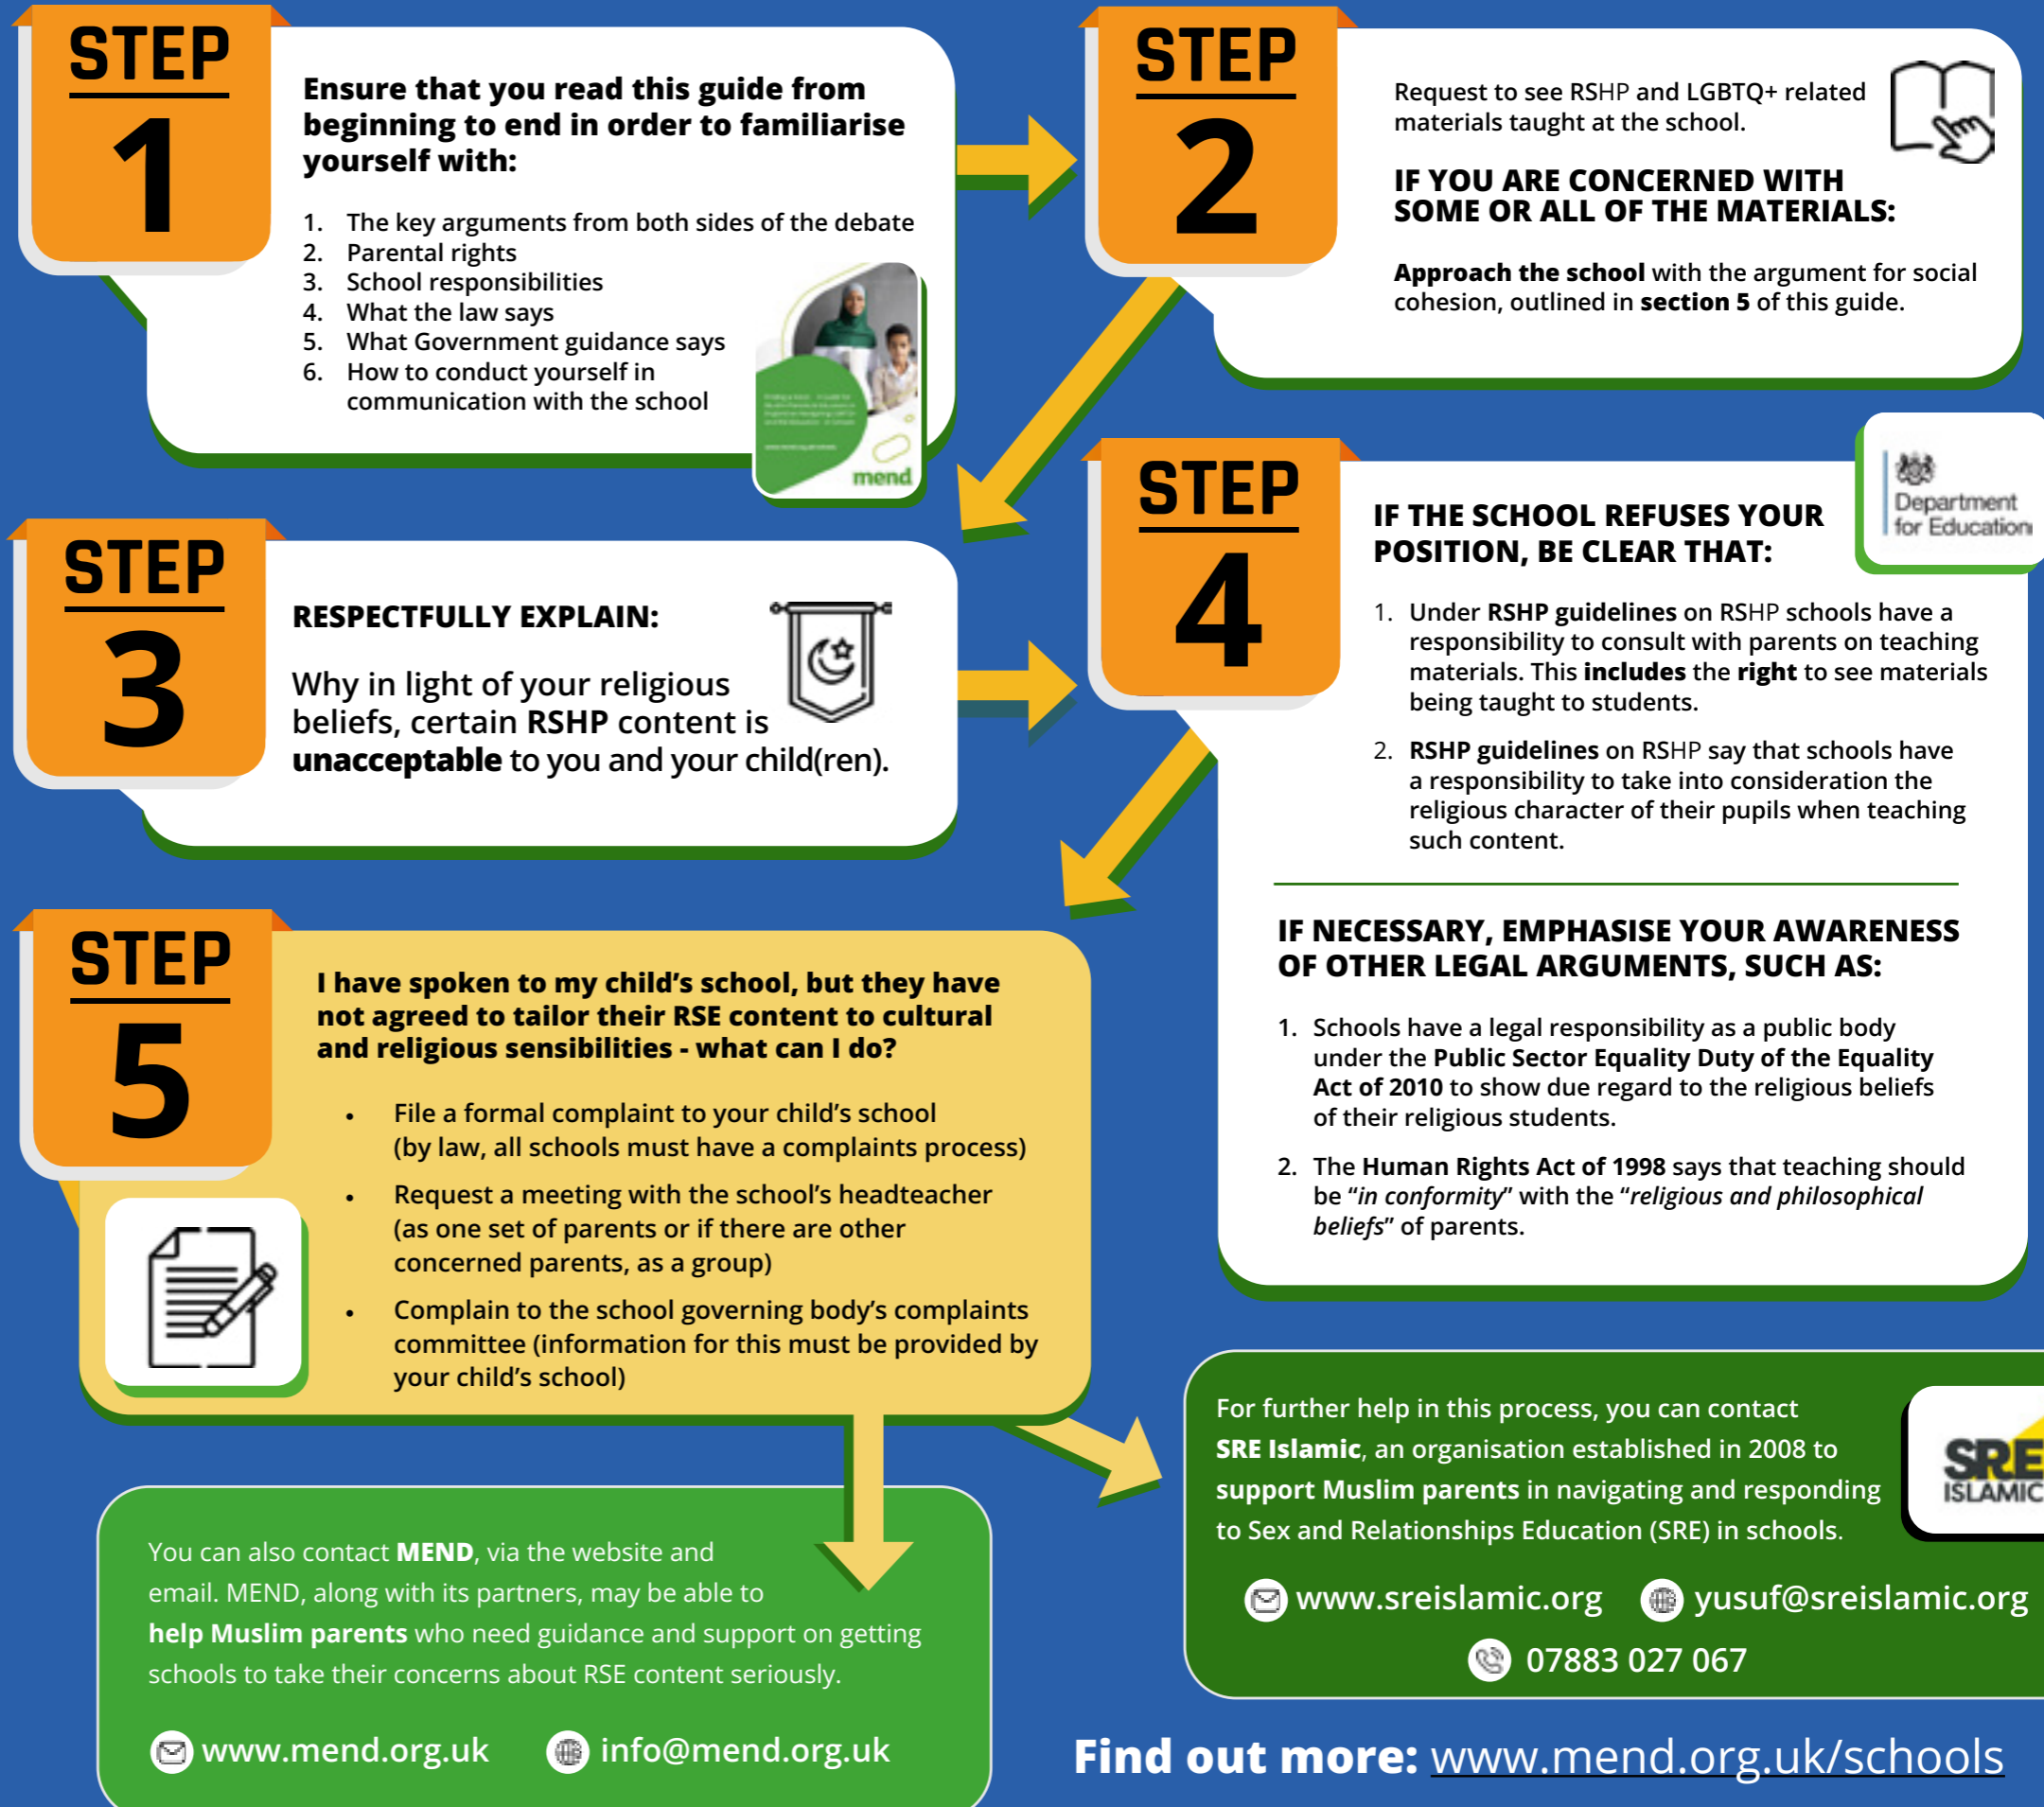 STEP
1
Ensure that you read this guide from
beginning to end in order to familiarise
yourself with:
1. The key arguments from both sides of the debate
2. Parental rights
3. School responsibilities
4. What the law says
5. What Government guidance says
6. How to conduct yourself in
communication with the school
mend
STEP
2
Request to see RSHP and LGBTQ+ related
materials taught at the school.
IF YOU ARE CONCERNED WITH
SOME OR ALL OF THE MATERIALS:
Approach the school with the argument for social
cohesion, outlined in section 5 of this guide.
STEP
3
RESPECTFULLY EXPLAIN:
Why in light of your religious
beliefs, certain RSHP content is
unacceptable to you and your child(ren).
STEP
4
Department
for Education
IF THE SCHOOL REFUSES YOUR
POSITION, BE CLEAR THAT:
1. Under RSHP guidelines on RSHP schools have a
responsibility to consult with parents on teaching
materials. This includes the right to see materials
being taught to students.
2. RSHP guidelines on RSHP say that schools have
a responsibility to take into consideration the
religious character of their pupils when teaching
such content.
IF NECESSARY, EMPHASISE YOUR AWARENESS
OF OTHER LEGAL ARGUMENTS, SUCH AS:
1. Schools have a legal responsibility as a public body
under the Public Sector Equality Duty of the Equality
Act of 2010 to show due regard to the religious beliefs
of their religious students.
2. The Human Rights Act of 1998 says that teaching should
be “in conformity” with the “religious and philosophical
beliefs” of parents.
STEP
5
I have spoken to my child’s school, but they have
not agreed to tailor their RSE content to cultural
and religious sensibilities - what can I do?
• File a formal complaint to your child’s school
(by law, all schools must have a complaints process)
• Request a meeting with the school’s headteacher
(as one set of parents or if there are other
concerned parents, as a group)
• Complain to the school governing body’s complaints
committee (information for this must be provided by
your child’s school)
You can also contact MEND, via the website and
email. MEND, along with its partners, may be able to
help Muslim parents who need guidance and support on getting
schools to take their concerns about RSE content seriously.
www.mend.org.uk info@mend.org.uk
For further help in this process, you can contact
SRE Islamic, an organisation established in 2008 to
support Muslim parents in navigating and responding
to Sex and Relationships Education (SRE) in schools.
SRE
ISLAMIC
www.sreislamic.org yusuf@sreislamic.org
07883 027 067
Find out more: www.mend.org.uk/schools